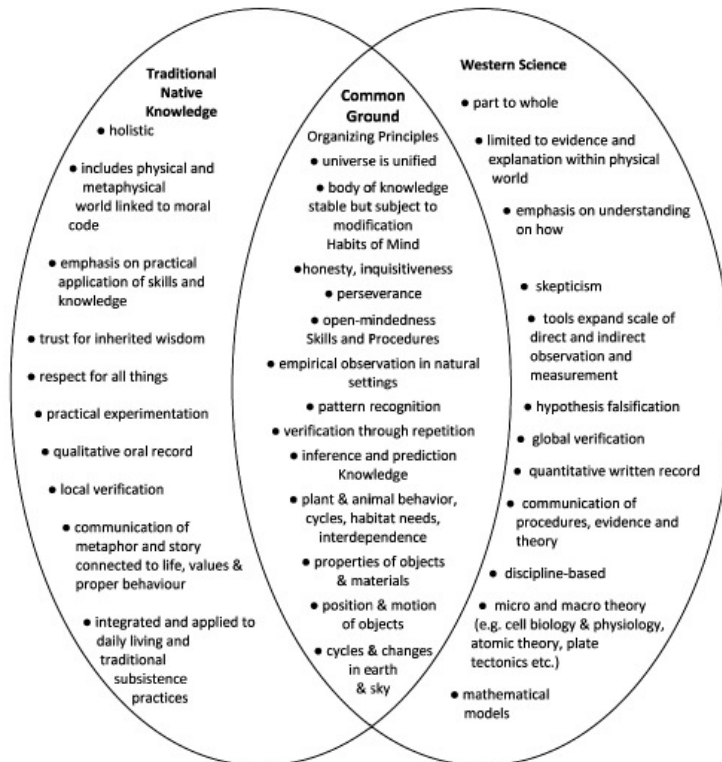 Traditional
Native
Knowledge
• holistic
• includes physical and
metaphysical
world linked to moral
code
• emphasis on practical
application of skills and
knowledge
• trust for inherited wisdom
• respect for all things
• practical experimentation
• qualitative oral record
• local verification
• communication of
metaphor and story
connected to life, values &
proper behaviour
• integrated and applied to
daily living and
traditional
subsistence
practices
Common
Ground
Organizing Principles
• universe is unified
• body of knowledge
stable but subject to
modification
Habits of Mind
• honesty, inquisitiveness
• perseverance
• open-mindedness
Skills and Procedures
• empirical observation in natural
settings
• pattern recognition
• verification through repetition
• inference and prediction
Knowledge
• plant & animal behavior,
cycles, habitat needs,
interdependence
• properties of objects
& materials
• position & motion
of objects
• cycles & changes
in earth
& sky
Western Science
• part to whole
• limited to evidence and
explanation within physical
world
• emphasis on understanding
on how
• skepticism
• tools expand scale of
direct and indirect
observation and
measurement
• hypothesis falsification
• global verification
• quantitative written record
• communication of
procedures, evidence and
theory
• discipline-based
• micro and macro theory
(e.g. cell biology & physiology,
atomic theory, plate
tectonics etc.)
• mathematical
models